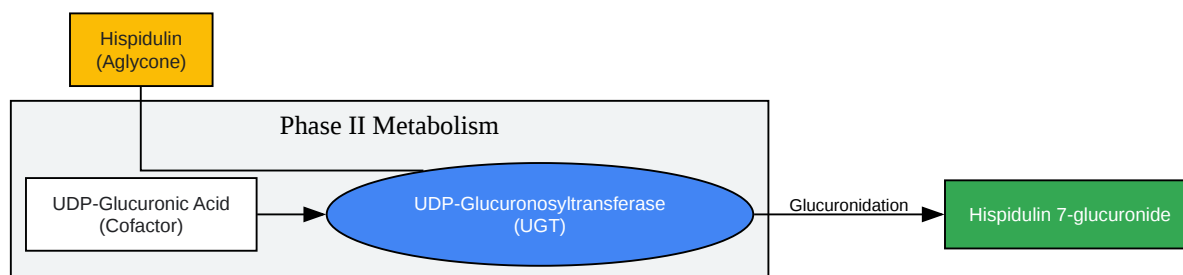 Hispidulin
(Aglycone)
Phase II Metabolism
UDP-Glucuronic Acid
(Cofactor)
UDP-Glucuronosyltransferase
(UGT)
Glucuronidation
Hispidulin 7-glucuronide